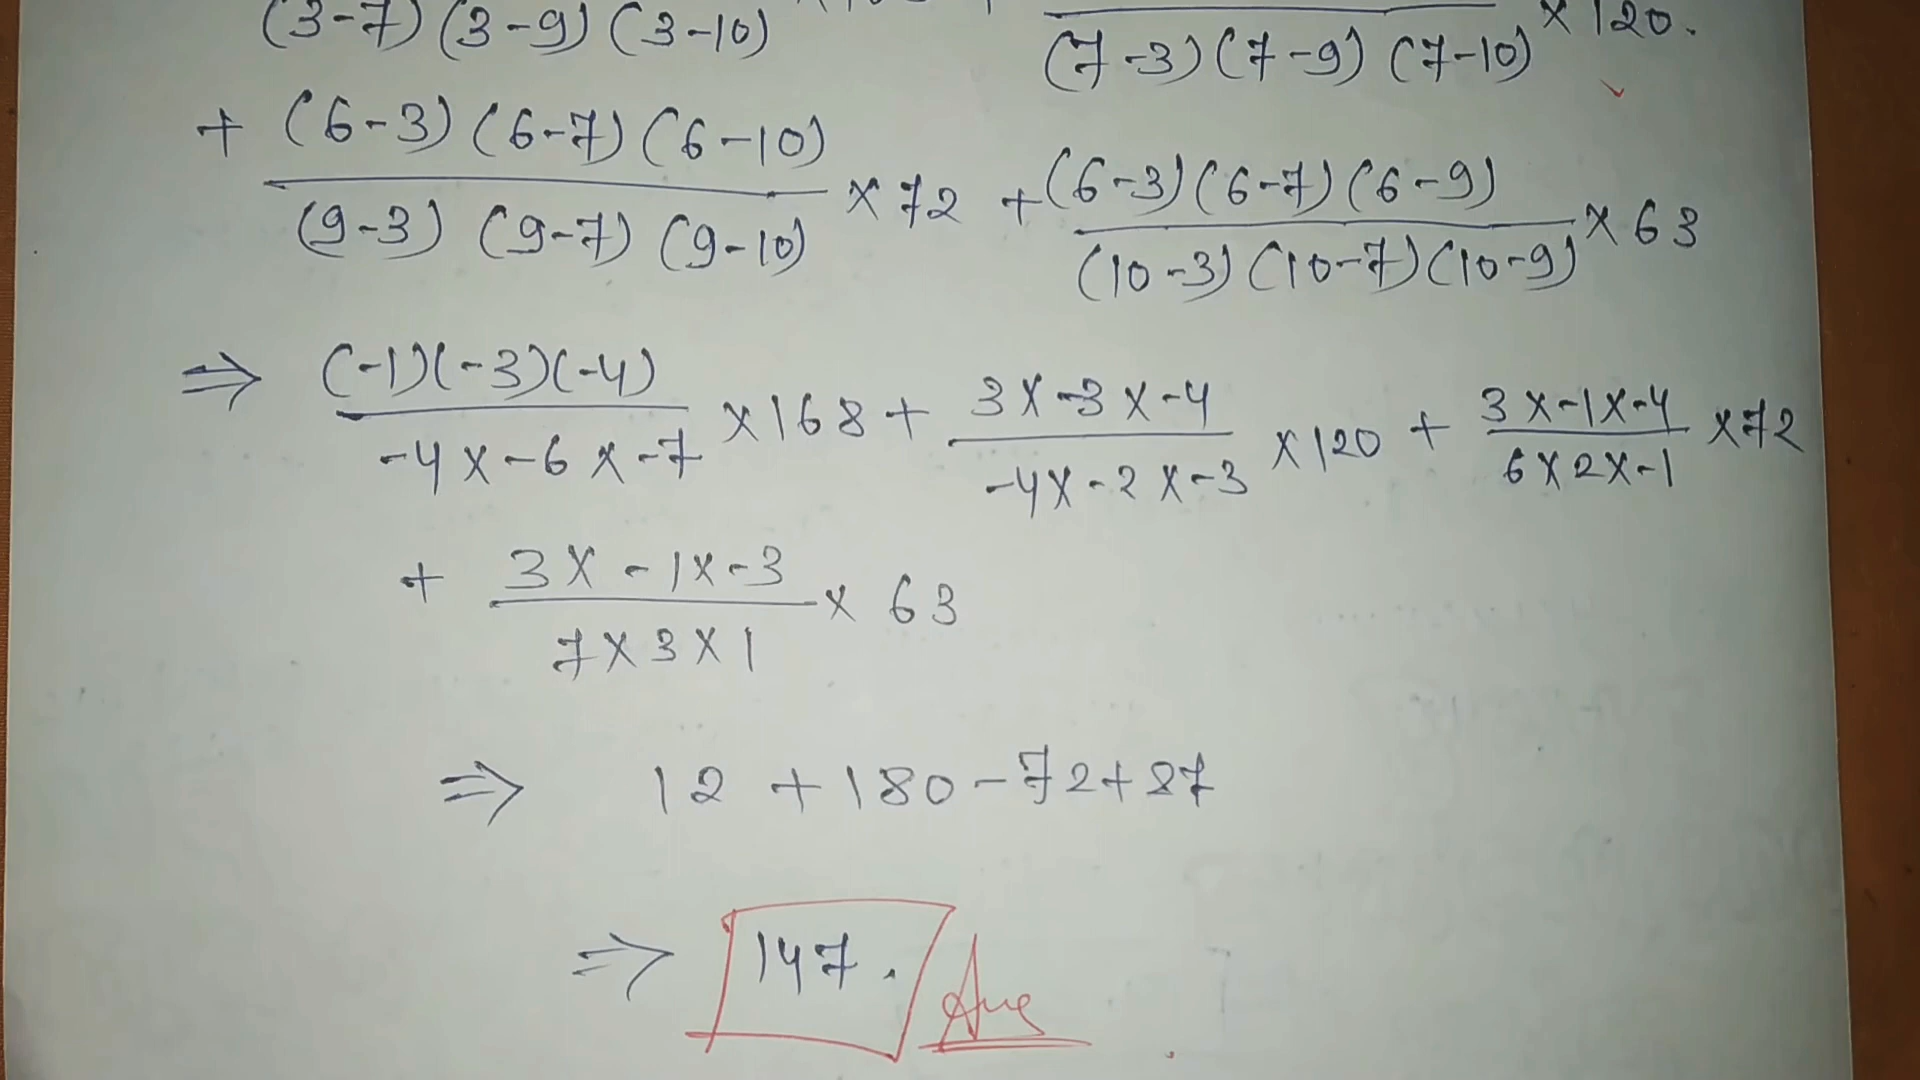 (3-7)(3-9)(3-10)
(7-3)(7-9)(7-10) × 120.
+ (6-3)(6-7)(6-10)
(9-3) (9-7) (9-10) × 72
+ (6-3)(6-7)(6-9)
(10-3)(10-7)(10-9) × 63
⇒ (-1)(-3)(-4)
-4 × -6 × -7 × 168 +
3 × -3 × -4
-4 × -2 × -3 × 120 +
3 × -1 × -4
6 × 2 × -1 × 72
+ 3 × -1 × -3
7 × 3 × 1 × 63
⇒ 12 + 180 - 72 + 27
⇒ 147. Ans